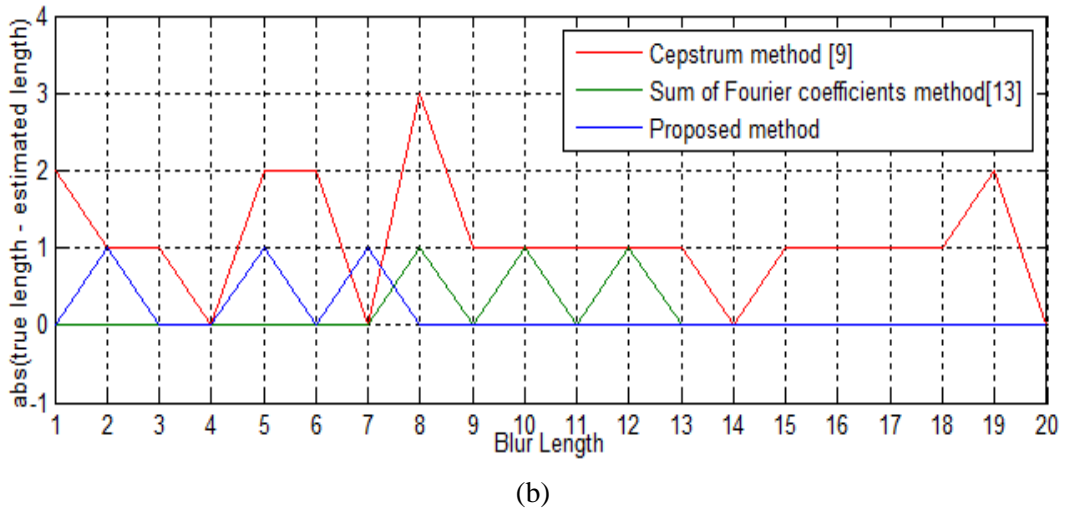 4
3
2
1
0
-1
abs(true length - estimated length)
Cepstrum method [9]
Sum of Fourier coefficients method[13]
Proposed method
1 2 3 4 5 6 7 8 9 10 11 12 13 14 15 16 17 18 19 20
Blur Length
(b)